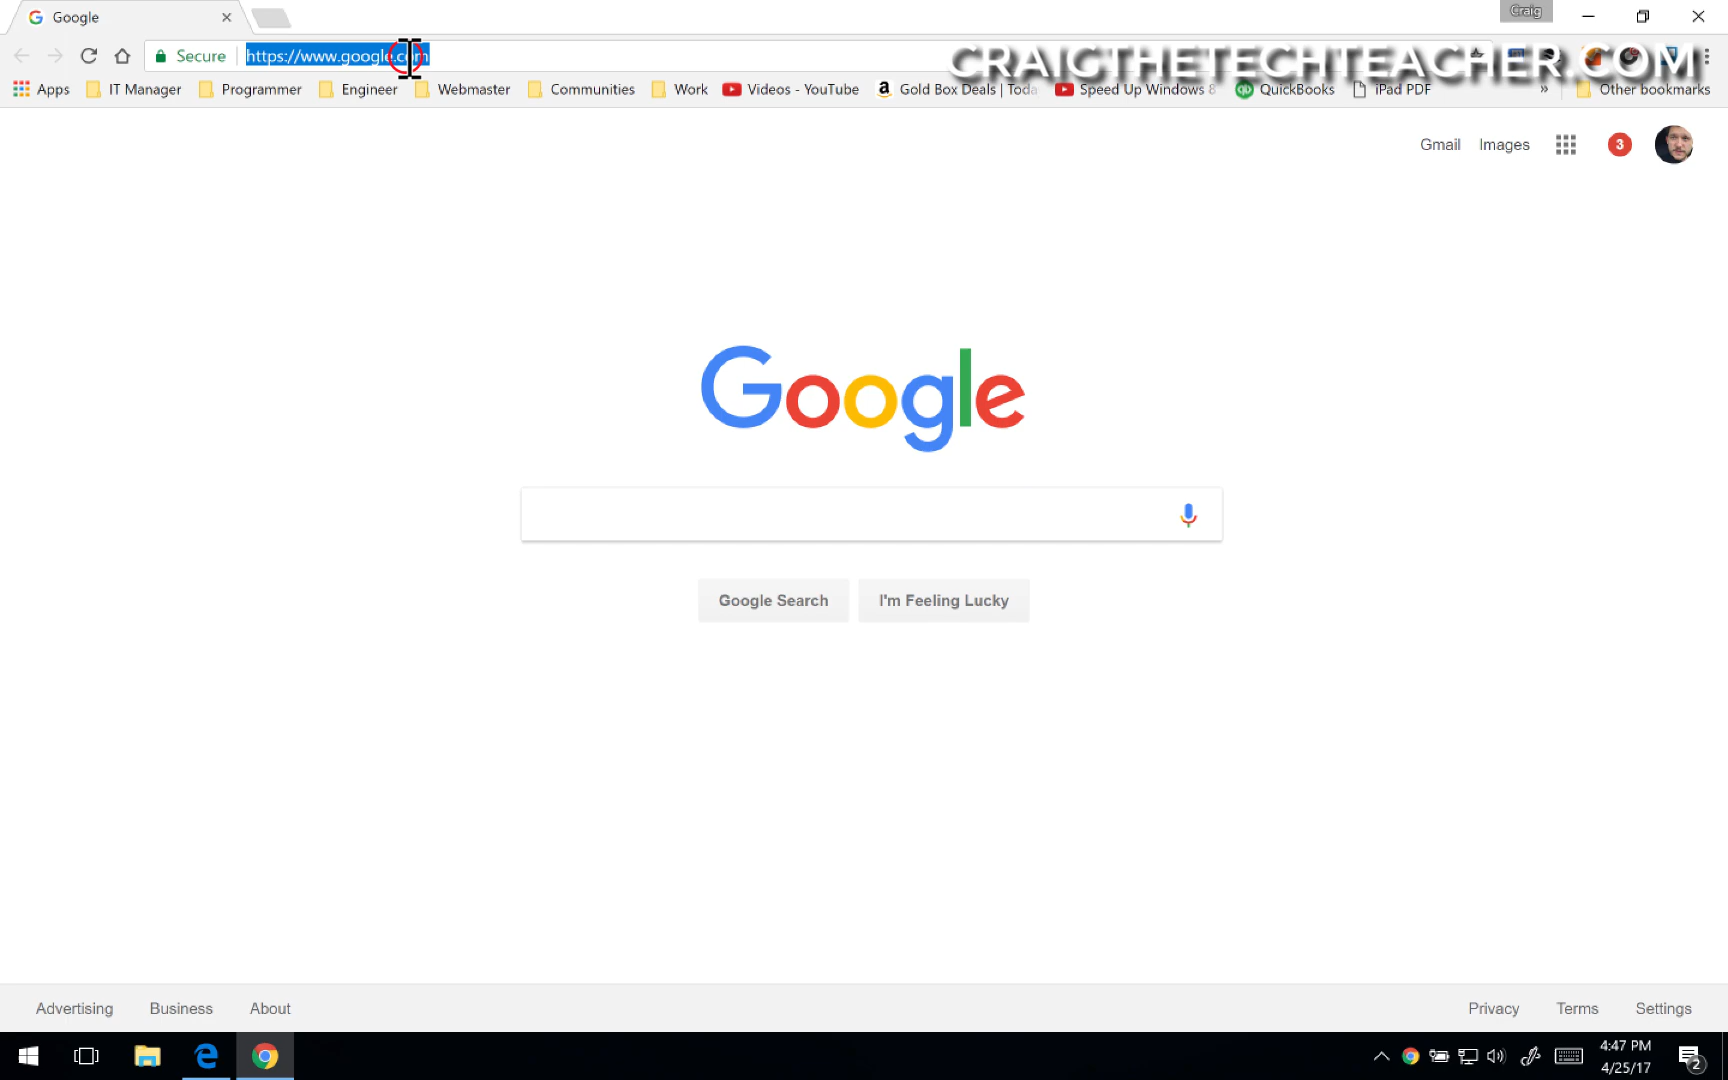 Google
Craig
Secure
https://www.google.com
CRAIGTHETECHTEACHER.COM
Apps
IT Manager
Programmer
Engineer
Webmaster
Communities
Work
Videos - YouTube
Gold Box Deals | Toda
Speed Up Windows 8
QuickBooks
iPad PDF
»
Other bookmarks
Gmail
Images
3
Google
Google Search
I'm Feeling Lucky
Advertising
Business
About
Privacy
Terms
Settings
4:47 PM
4/25/17
2